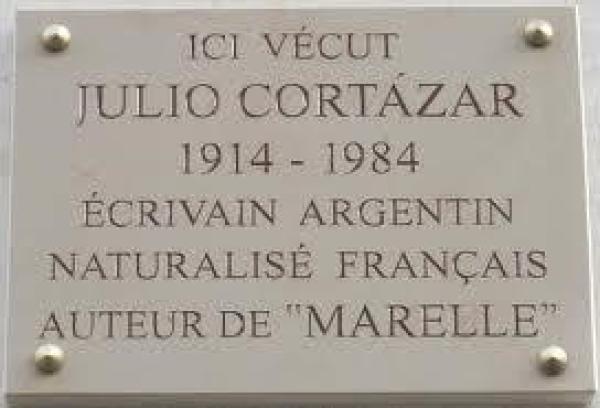 ICI VÉCUT
JULIO CORTÁZAR
1914 - 1984
ÉCRIVAIN ARGENTIN
NATURALISÉ FRANÇAIS
AUTEUR DE "MARELLE"